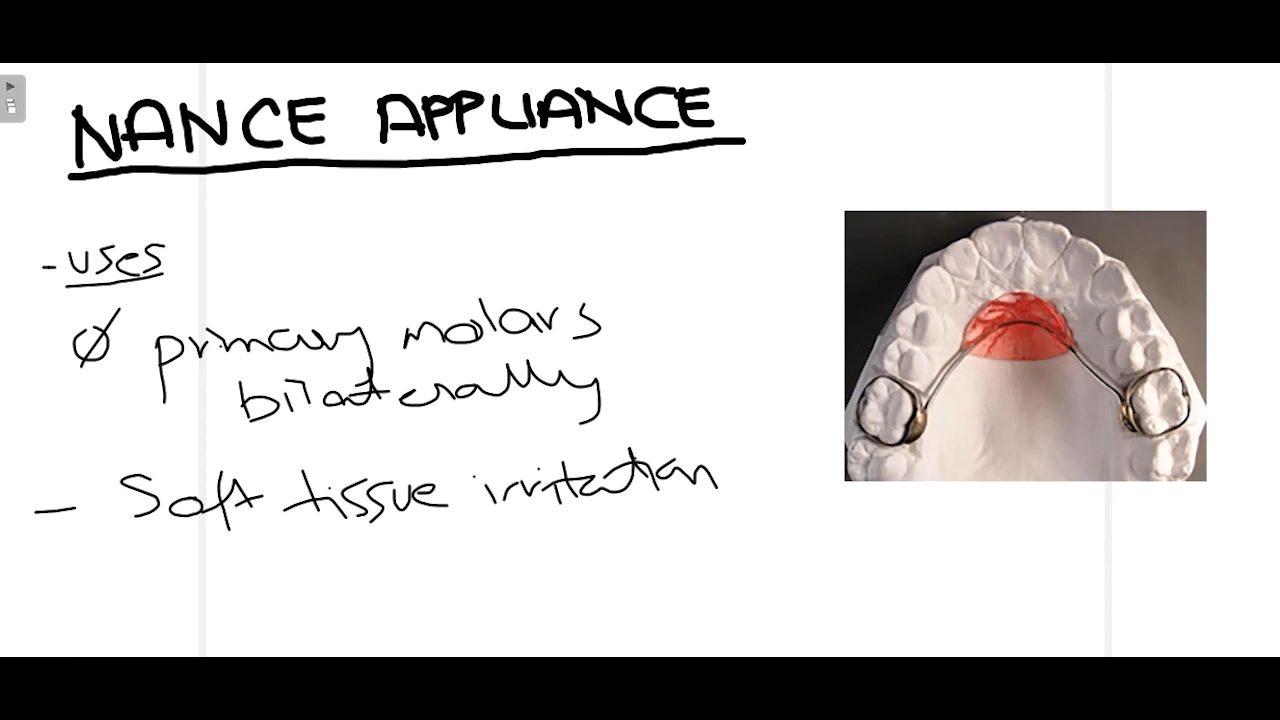 NANCE APPLIANCE
- uses
Ø primary molars
bilaterally
- Soft tissue irritation